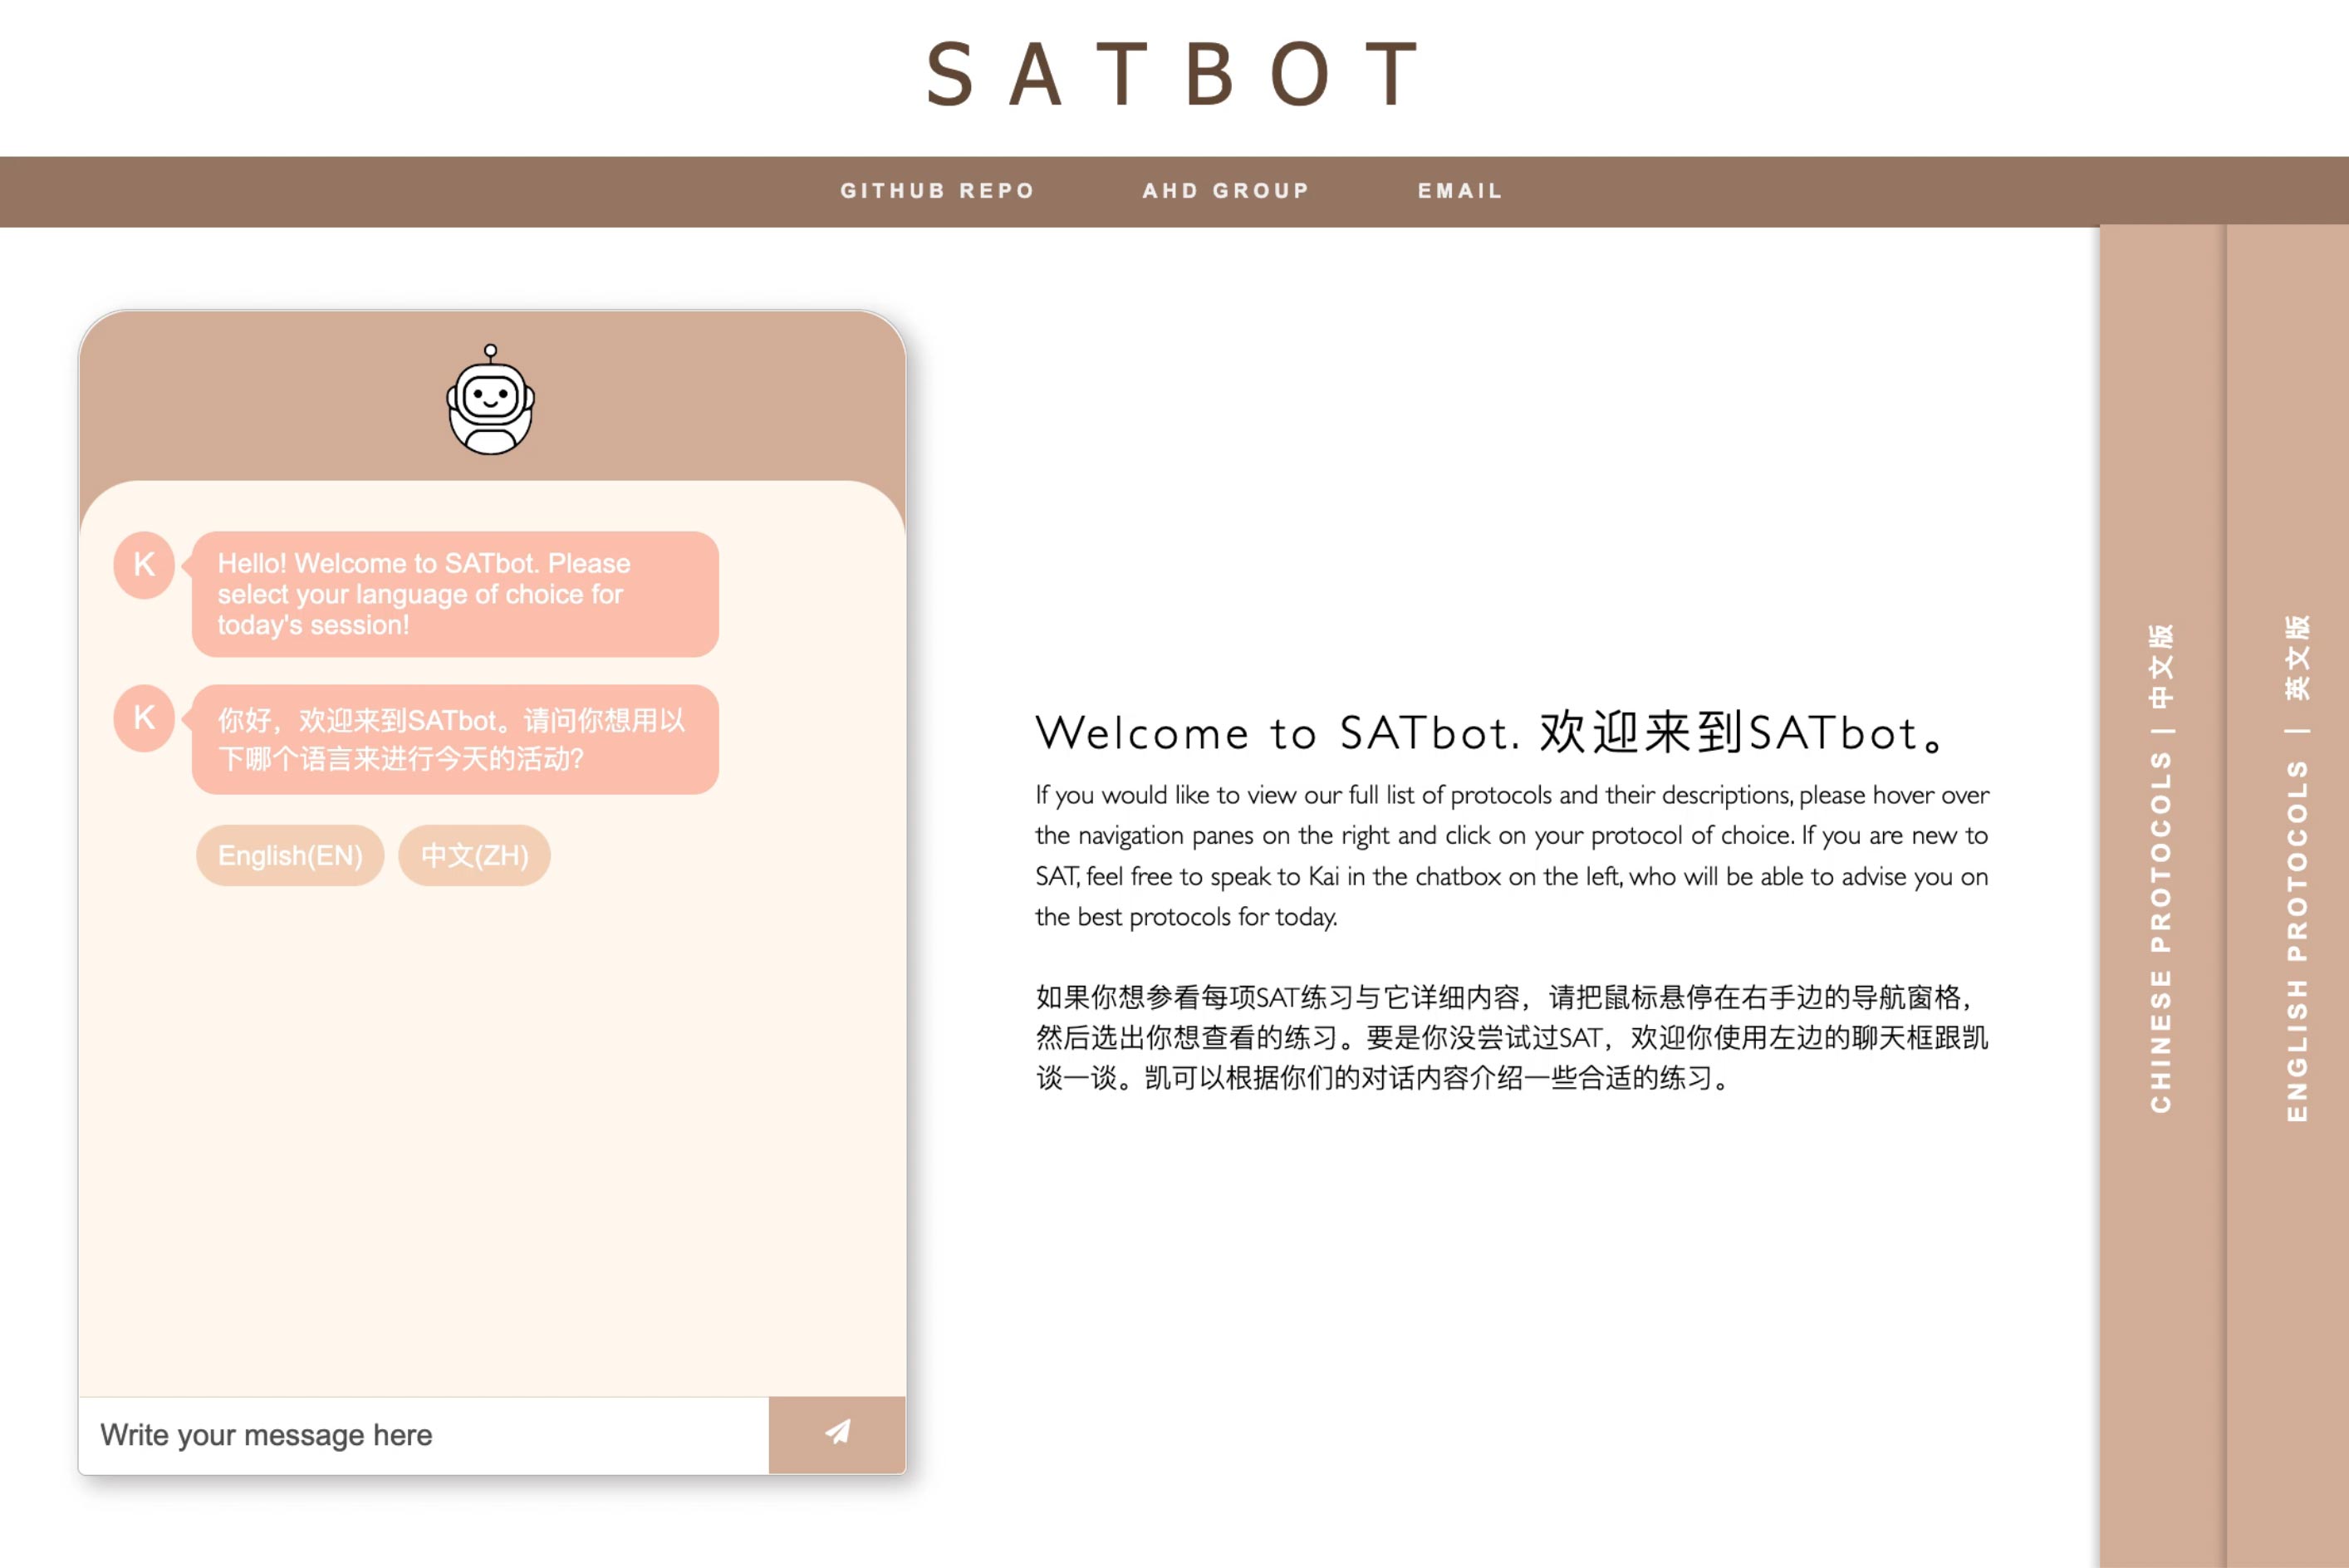 SATBOT
GITHUB REPO
AHD GROUP
EMAIL
K
Hello! Welcome to SATbot. Please
select your language of choice for
today's session!
K
你好，欢迎来到SATbot。请问你想用以
下哪个语言来进行今天的活动？
English(EN)
中文(ZH)
Write your message here
Welcome to SATbot. 欢迎来到SATbot。
If you would like to view our full list of protocols and their descriptions, please hover over
the navigation panes on the right and click on your protocol of choice. If you are new to
SAT, feel free to speak to Kai in the chatbox on the left, who will be able to advise you on
the best protocols for today.
如果你想参看每项SAT练习与它详细内容，请把鼠标悬停在右手边的导航窗格，
然后选出你想查看的练习。要是你没尝试过SAT，欢迎你使用左边的聊天框跟凯
谈一谈。凯可以根据你们的对话内容介绍一些合适的练习。
CHINESE PROTOCOLS | 中文版
ENGLISH PROTOCOLS | 英文版